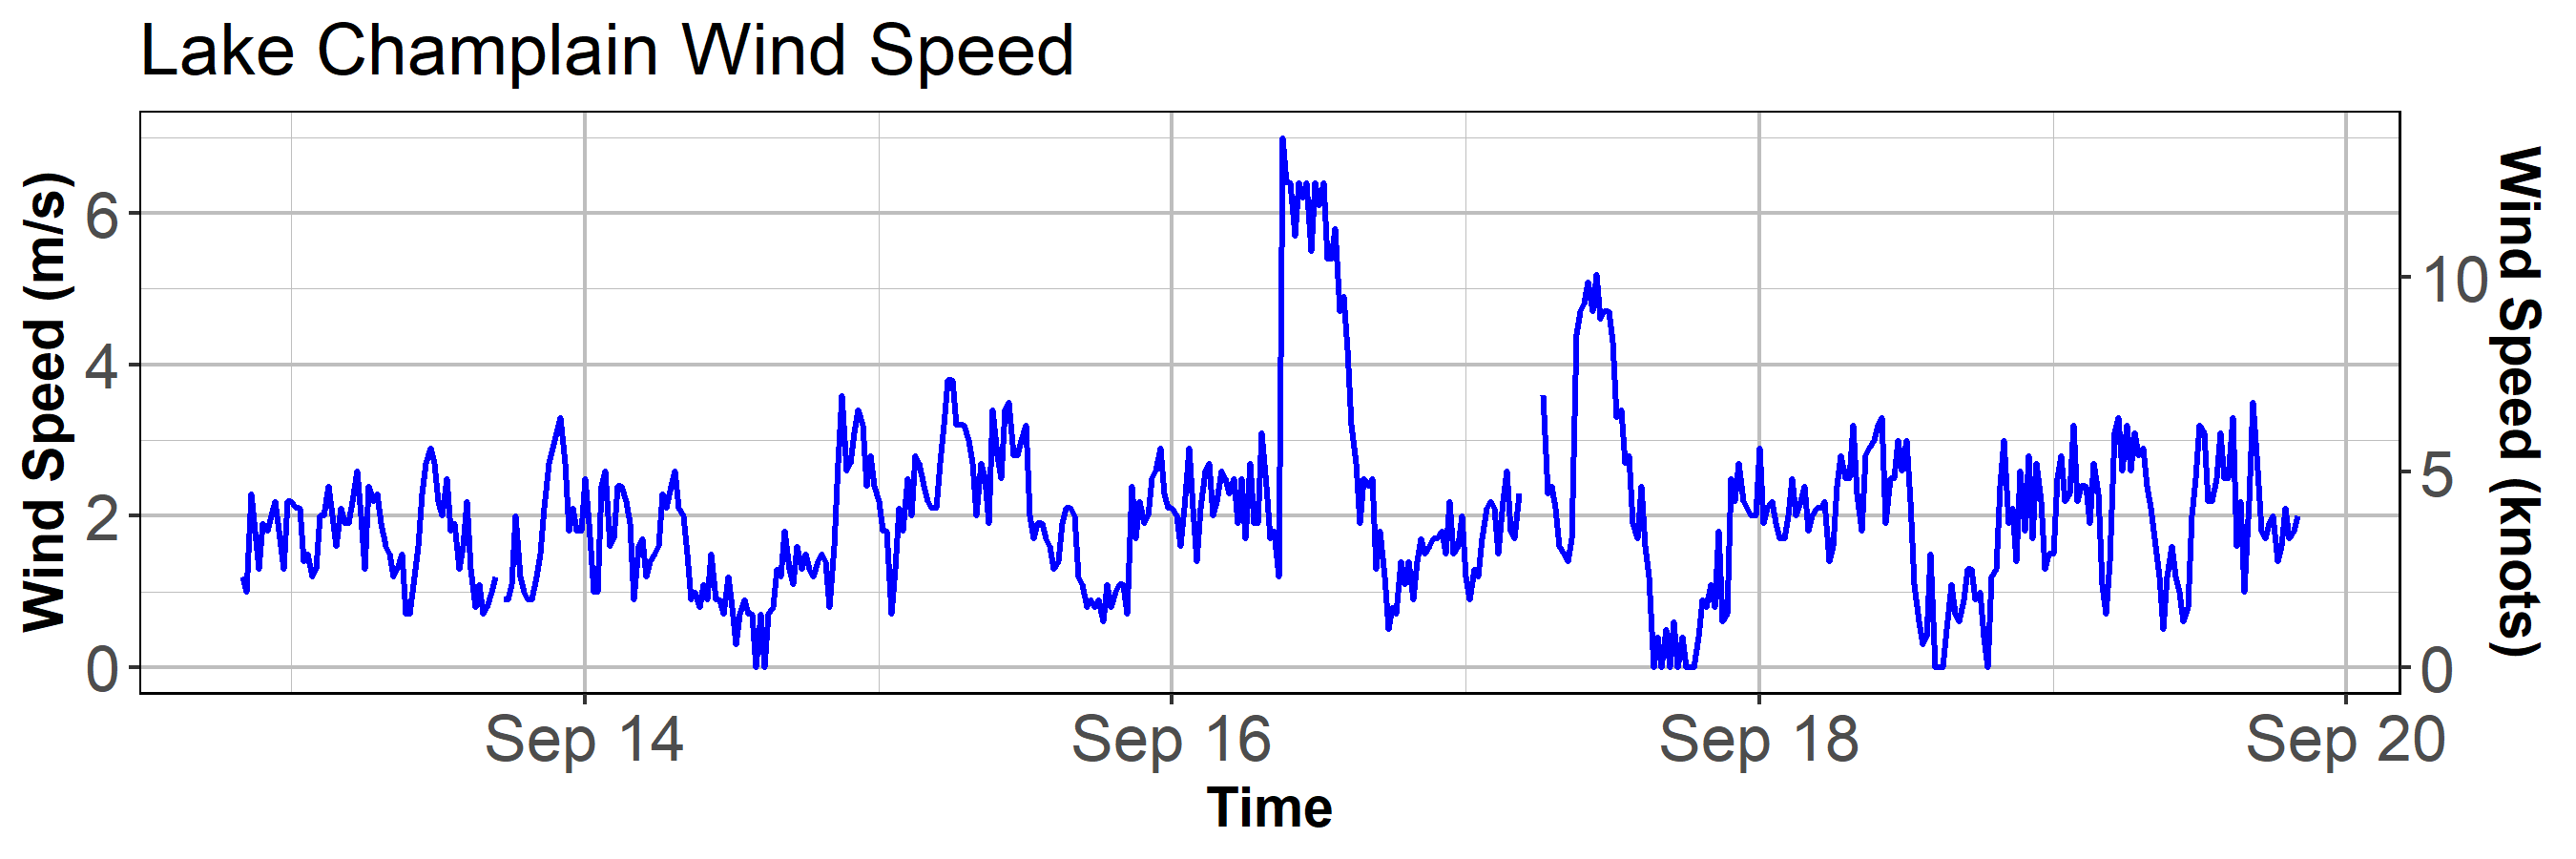 Lake Champlain Wind Speed
Wind Speed (m/s)
6
4
2
0
10
5
0
Wind Speed (knots)
Sep 14
Sep 16
Sep 18
Sep 20
Time